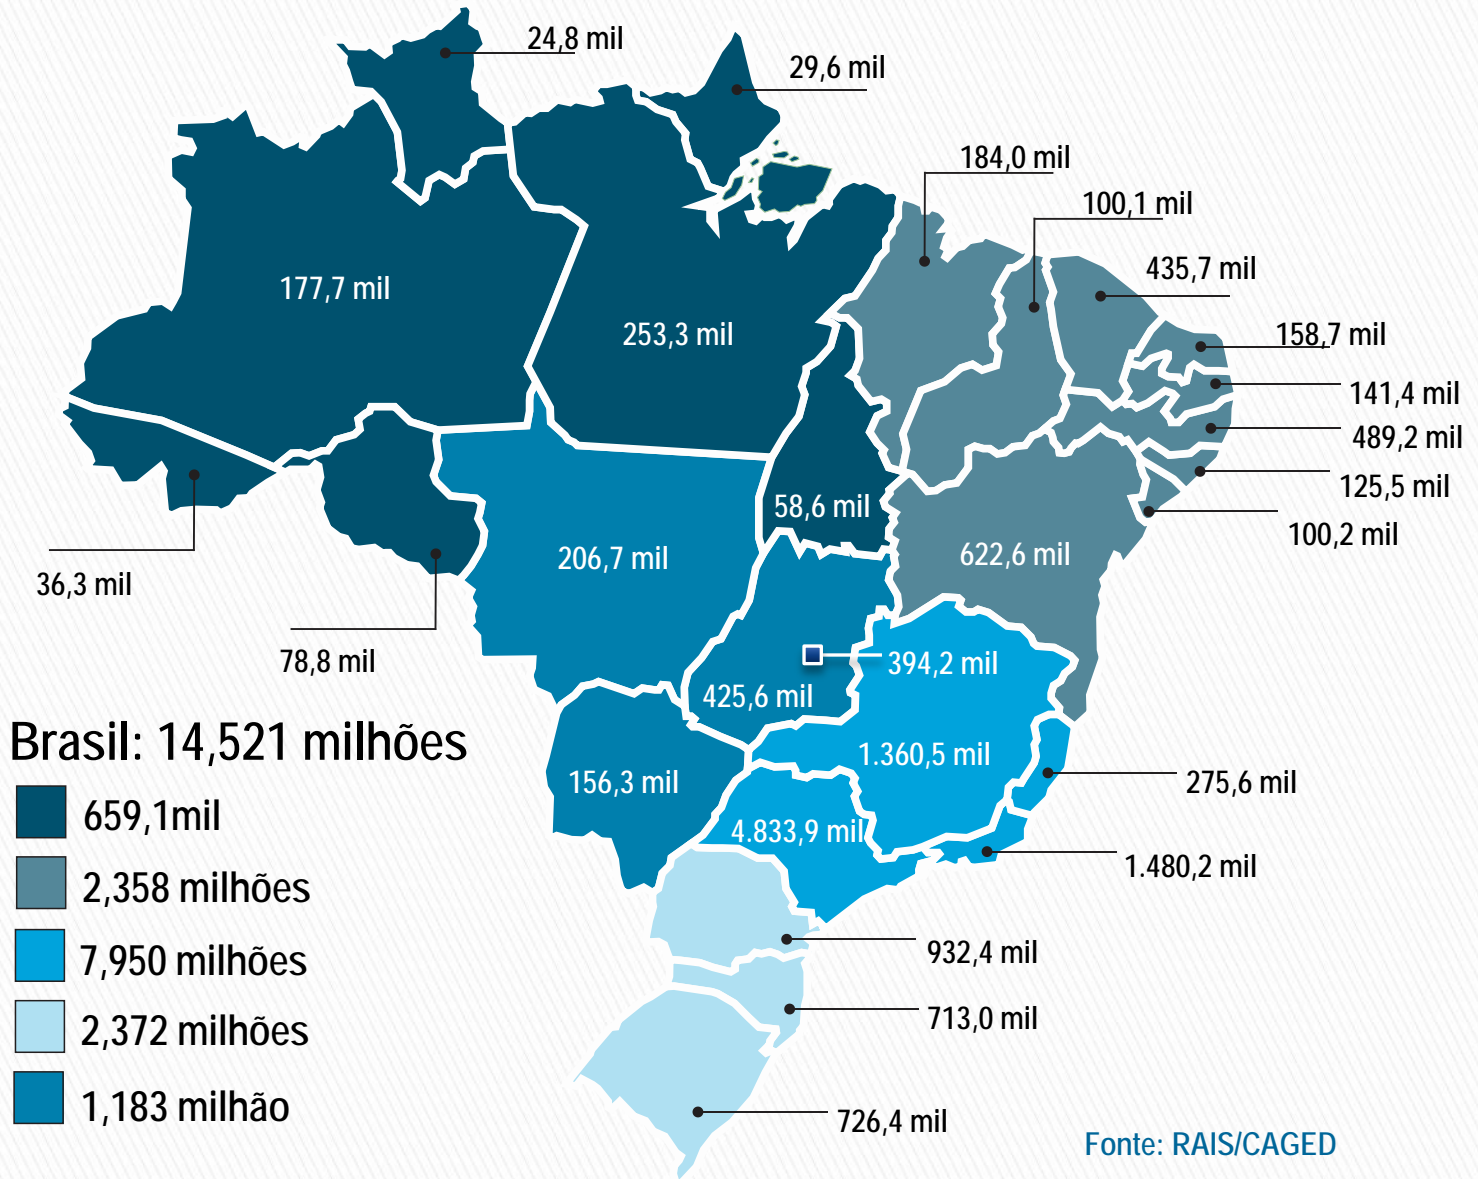 24,8 mil
29,6 mil
184,0 mil
100,1 mil
435,7 mil
177,7 mil
253,3 mil
158,7 mil
141,4 mil
489,2 mil
125,5 mil
58,6 mil
100,2 mil
206,7 mil
622,6 mil
36,3 mil
78,8 mil
394,2 mil
425,6 mil
Brasil: 14,521 milhões
1.360,5 mil
156,3 mil
275,6 mil
659,1mil
4.833,9 mil
1.480,2 mil
2,358 milhões
932,4 mil
7,950 milhões
713,0 mil
2,372 milhões
1,183 milhão
726,4 mil
Fonte: RAIS/CAGED